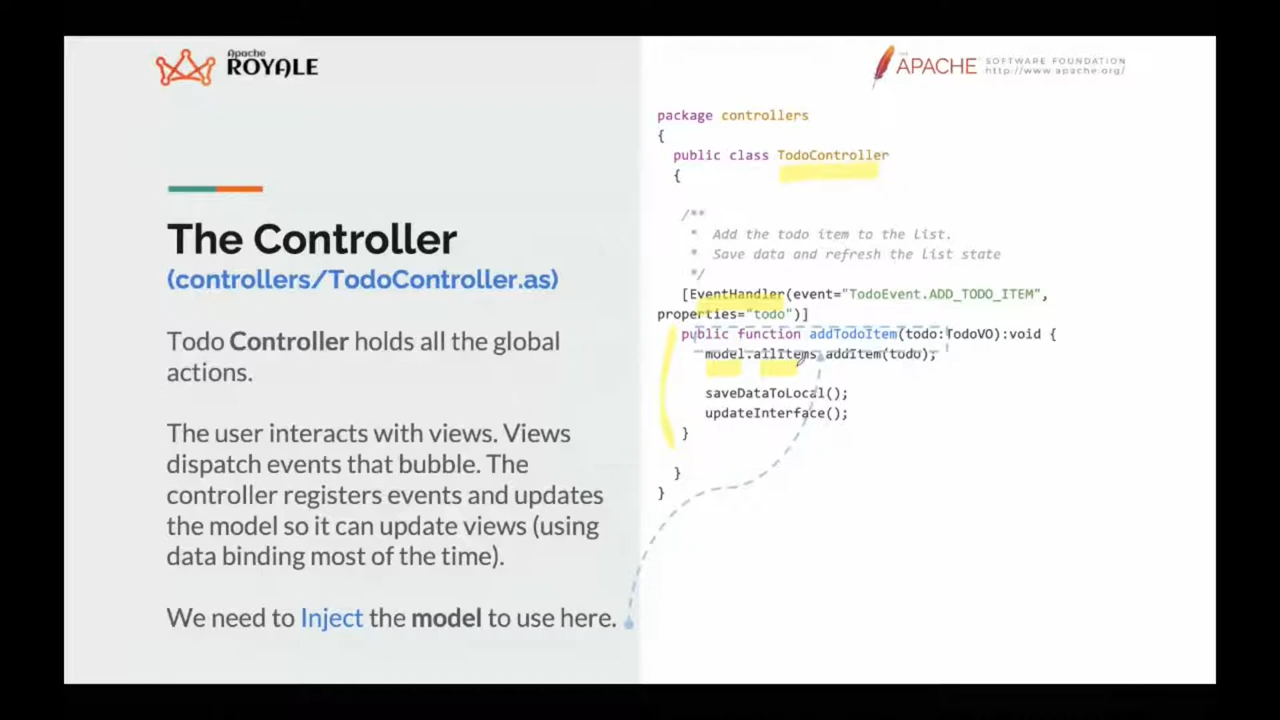 Apache
ROYALE
The Controller
(controllers/TodoController.as)
Todo Controller holds all the global
actions.
The user interacts with views. Views
dispatch events that bubble. The
controller registers events and updates
the model so it can update views (using
data binding most of the time).
We need to Inject the model to use here.
THE
APACHE
SOFTWARE FOUNDATION
http://www.apache.org/
package controllers
{
public class TodoController
{
/**
* Add the todo item to the list.
* Save data and refresh the list state
*/
[EventHandler(event="TodoEvent.ADD_TODO_ITEM",
properties="todo")]
public function addTodoItem(todo:TodoVO):void {
model.allItems.addItem(todo);
saveDataToLocal();
updateInterface();
}
}
}